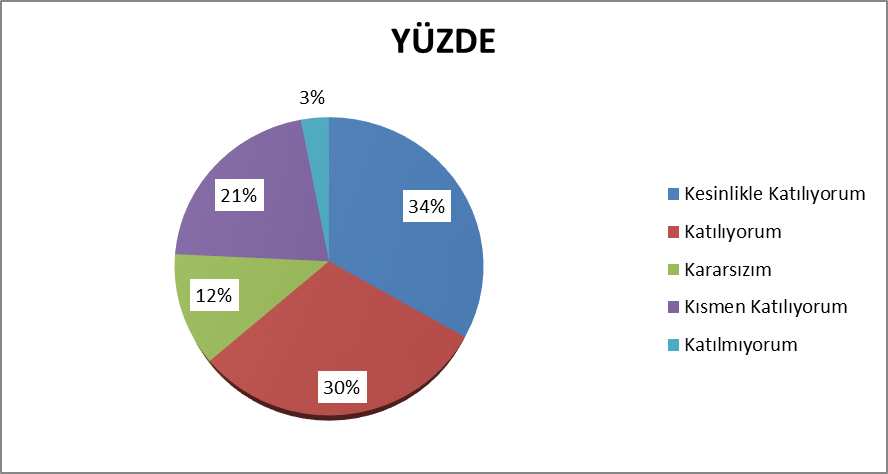 YÜZDE
3%
34%
21%
12%
30%
Kesinlikle Katılıyorum
Katılıyorum
Kararsızım
Kısmen Katılıyorum
Katılmıyorum